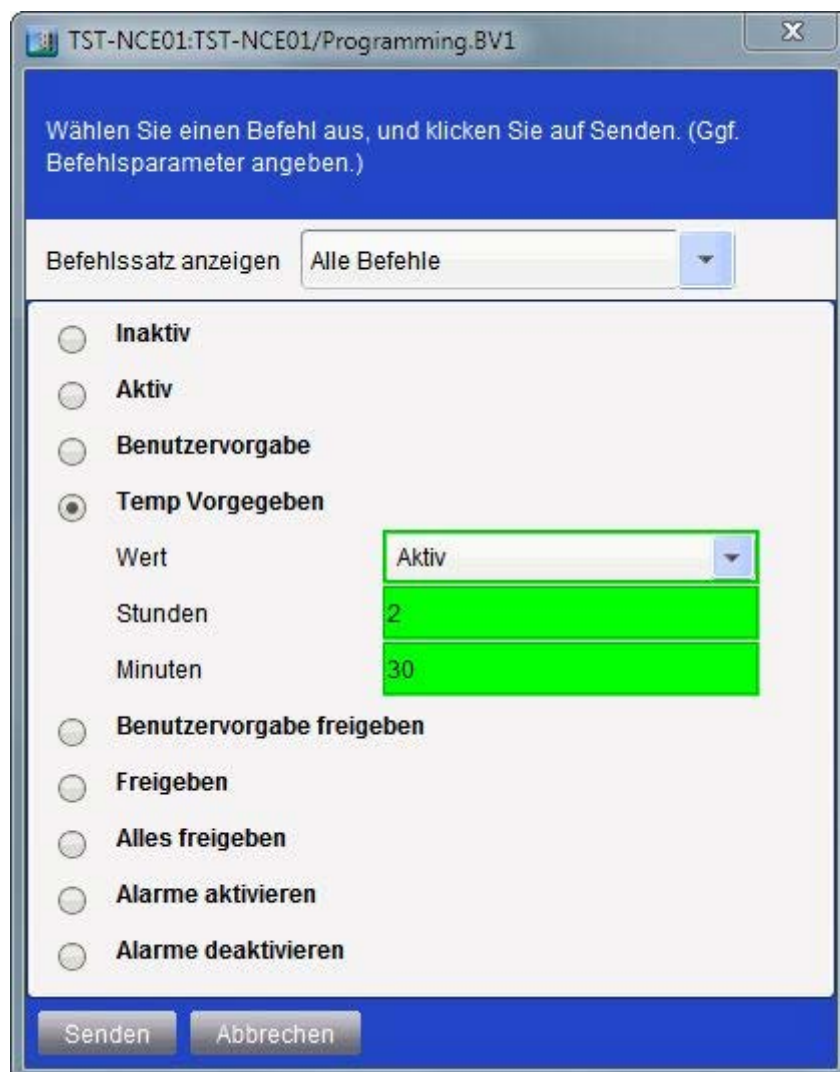 TST-NCE01:TST-NCE01/Programming.BV1
Wählen Sie einen Befehl aus, und klicken Sie auf Senden. (Ggf.
Befehlsparameter angeben.)
Befehlssatz anzeigen Alle Befehle
Inaktiv
Aktiv
Benutzervorgabe
Temp Vorgegeben
Wert Aktiv
Stunden 2
Minuten 30
Benutzervorgabe freigeben
Freigeben
Alles freigeben
Alarme aktivieren
Alarme deaktivieren
Senden Abbrechen